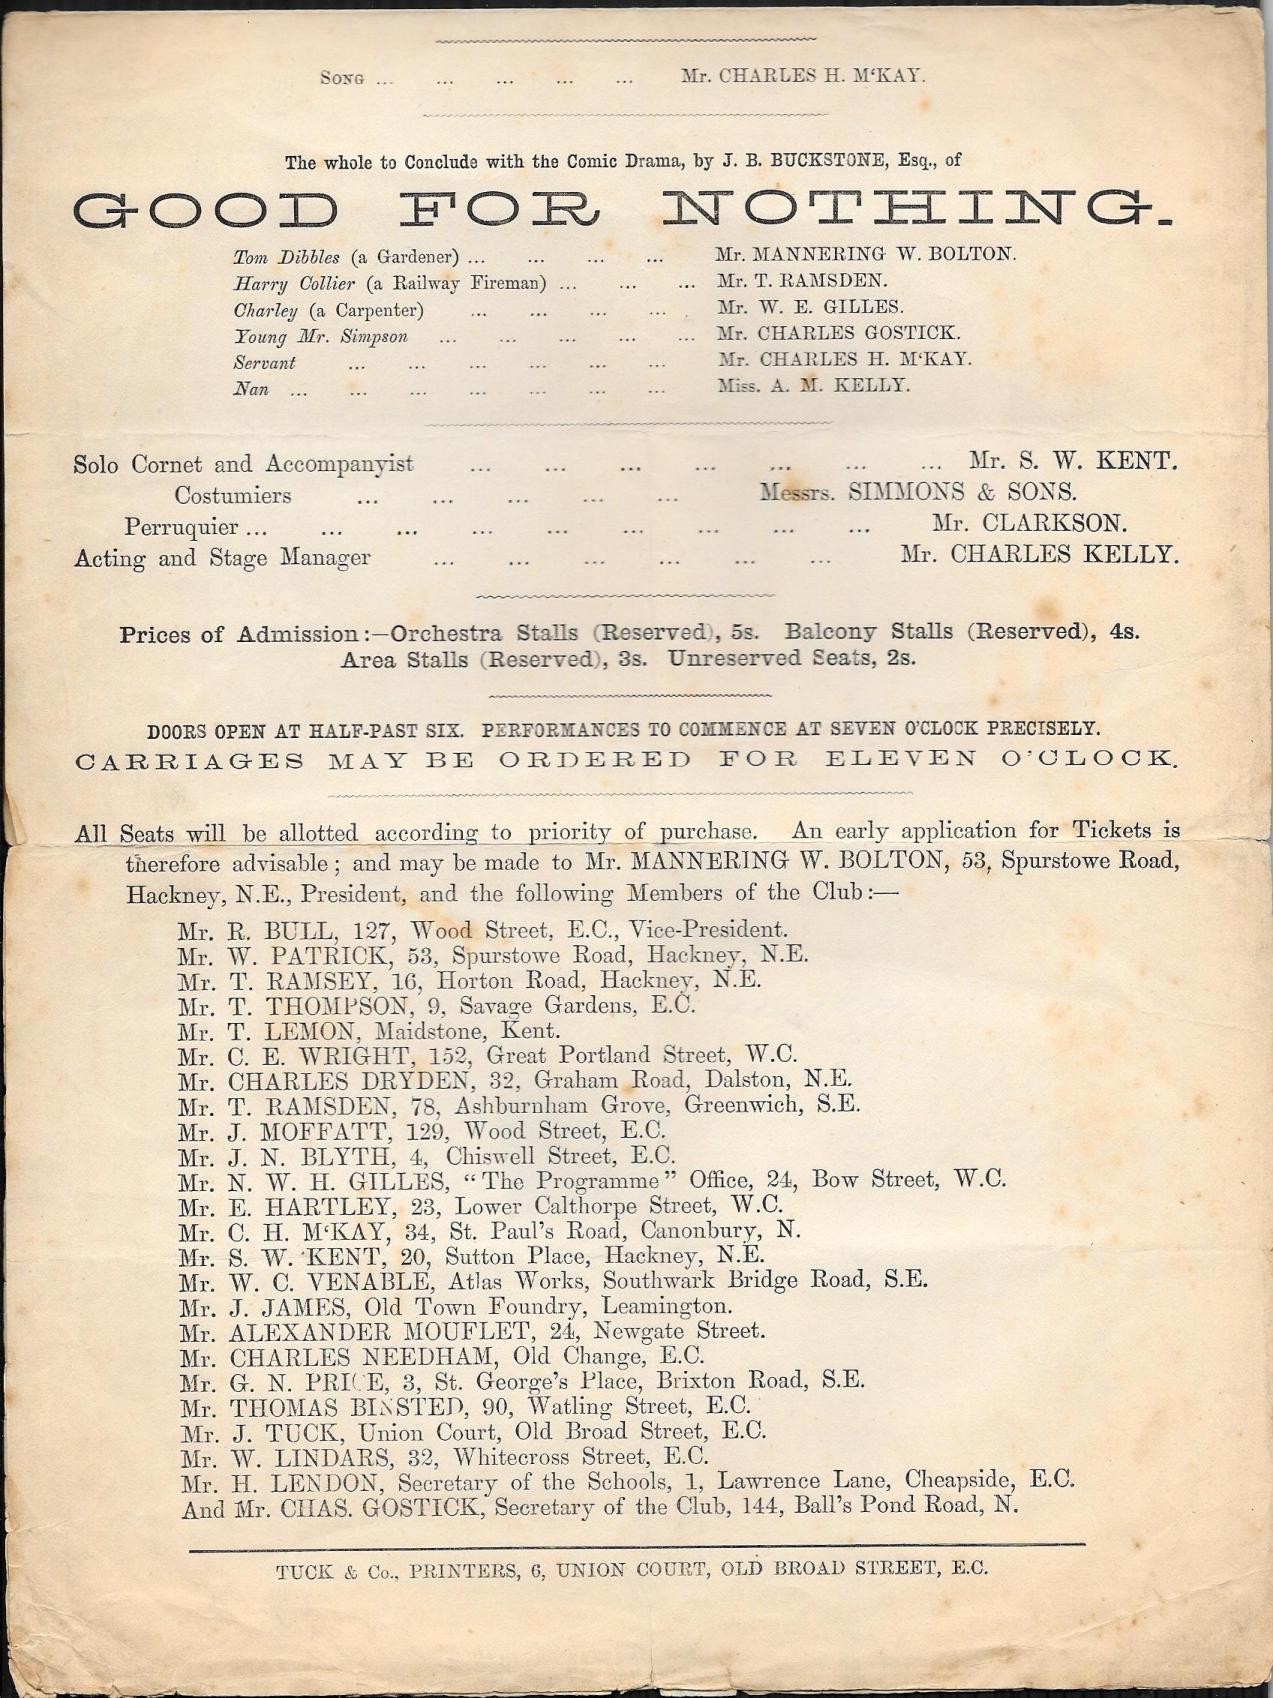 SONG ... ... ... ... ... Mr. CHARLES H. M‘KAY.
The whole to Conclude with the Comic Drama, by J. B. BUCKSTONE, Esq., of
GOOD FOR NOTHING.
Tom Dibbles (a Gardener) ... ... ... ... Mr. MANNERING W. BOLTON.
Harry Collier (a Railway Fireman) ... ... ... Mr. T. RAMSDEN.
Charley (a Carpenter) ... ... ... ... . Mr. W. E. GILLES.
Young Mr. Simpson ... ... ... ... ... Mr. CHARLES GOSTICK.
Servant ... ... ... ... ... ... Mr. CHARLES H. M‘KAY.
Nan ... ... ... ... ... ... ... Miss. A. M. KELLY.
Solo Cornet and Accompanyist ... ... ... ... ... ... ... Mr. S. W. KENT.
Costumiers ... ... ... ... ... Messrs. SIMMONS & SONS.
Perruquier ... ... ... ... ... ... ... ... ... Mr. CLARKSON.
Acting and Stage Manager ... ... ... ... ... ... Mr. CHARLES KELLY.
Prices of Admission:—Orchestra Stalls (Reserved), 5s. Balcony Stalls (Reserved), 4s.
Area Stalls (Reserved), 3s. Unreserved Seats, 2s.
DOORS OPEN AT HALF-PAST SIX. PERFORMANCES TO COMMENCE AT SEVEN O'CLOCK PRECISELY.
CARRIAGES MAY BE ORDERED FOR ELEVEN O'CLOCK.
All Seats will be allotted according to priority of purchase. An early application for Tickets is
therefore advisable; and may be made to Mr. MANNERING W. BOLTON, 53, Spurstowe Road,
Hackney, N.E., President, and the following Members of the Club:—
Mr. R. BULL, 127, Wood Street, E.C., Vice-President.
Mr. W. PATRICK, 53, Spurstowe Road, Hackney, N.E.
Mr. T. RAMSEY, 16, Horton Road, Hackney, N.E.
Mr. T. THOMPSON, 9, Savage Gardens, E.C.
Mr. T. LEMON, Maidstone, Kent.
Mr. C. E. WRIGHT, 152, Great Portland Street, W.C.
Mr. CHARLES DRYDEN, 32, Graham Road, Dalston, N.E.
Mr. T. RAMSDEN, 78, Ashburnham Grove, Greenwich, S.E.
Mr. J. MOFFATT, 129, Wood Street, E.C.
Mr. J. N. BLYTH, 4, Chiswell Street, E.C.
Mr. N. W. H. GILLES, “The Programme” Office, 24, Bow Street, W.C.
Mr. E. HARTLEY, 23, Lower Calthorpe Street, W.C.
Mr. C. H. M‘KAY, 34, St. Paul's Road, Canonbury, N.
Mr. S. W. KENT, 20, Sutton Place, Hackney, N.E.
Mr. W. C. VENABLE, Atlas Works, Southwark Bridge Road, S.E.
Mr. J. JAMES, Old Town Foundry, Leamington.
Mr. ALEXANDER MOUFLET, 24, Newgate Street.
Mr. CHARLES NEEDHAM, Old Change, E.C.
Mr. G. N. PRICE, 3, St. George's Place, Brixton Road, S.E.
Mr. THOMAS BINSTED, 90, Watling Street, E.C.
Mr. J. TUCK, Union Court, Old Broad Street, E.C.
Mr. W. LINDARS, 32, Whitecross Street, E.C.
Mr. H. LENDON, Secretary of the Schools, 1, Lawrence Lane, Cheapside, E.C.
And Mr. CHAS. GOSTICK, Secretary of the Club, 144, Ball's Pond Road, N.
TUCK & Co., PRINTERS, 6, UNION COURT, OLD BROAD STREET, E.C.